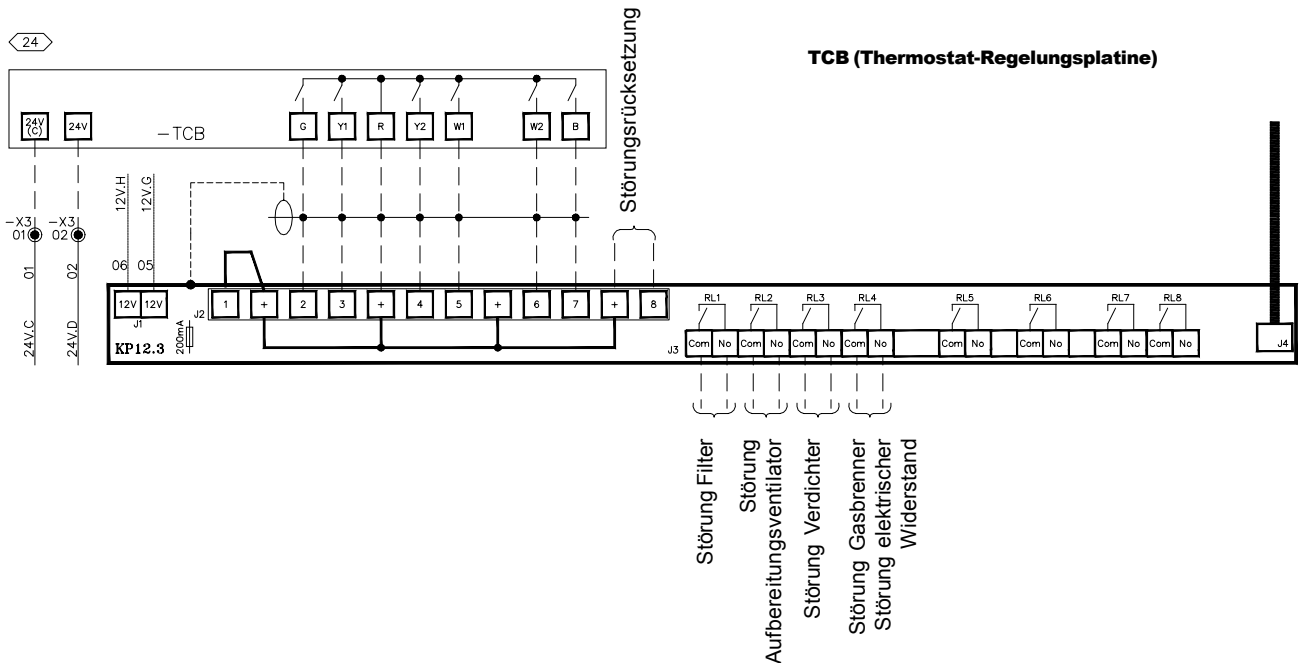 24
TCB (Thermostat-Regelungsplatine)
Störungsrücksetzung
24V (C) 24V -TCB G Y1 R Y2 W1 W2 B
12V.H 12V.G
-X3 01 -X3 02
06 05
01 02
24V.C 24V.D
12V 12V J1 J2 1 + 2 3 + 4 5 + 6 7 + 8
KP12.3 200mA
RL1 RL2 RL3 RL4 RL5 RL6 RL7 RL8
J3 Com No Com No Com No Com No Com No Com No Com No Com No J4
Störung Filter
Störung
Aufbereitungsventilator
Störung Verdichter
Störung Gasbrenner
Störung elektrischer
Widerstand